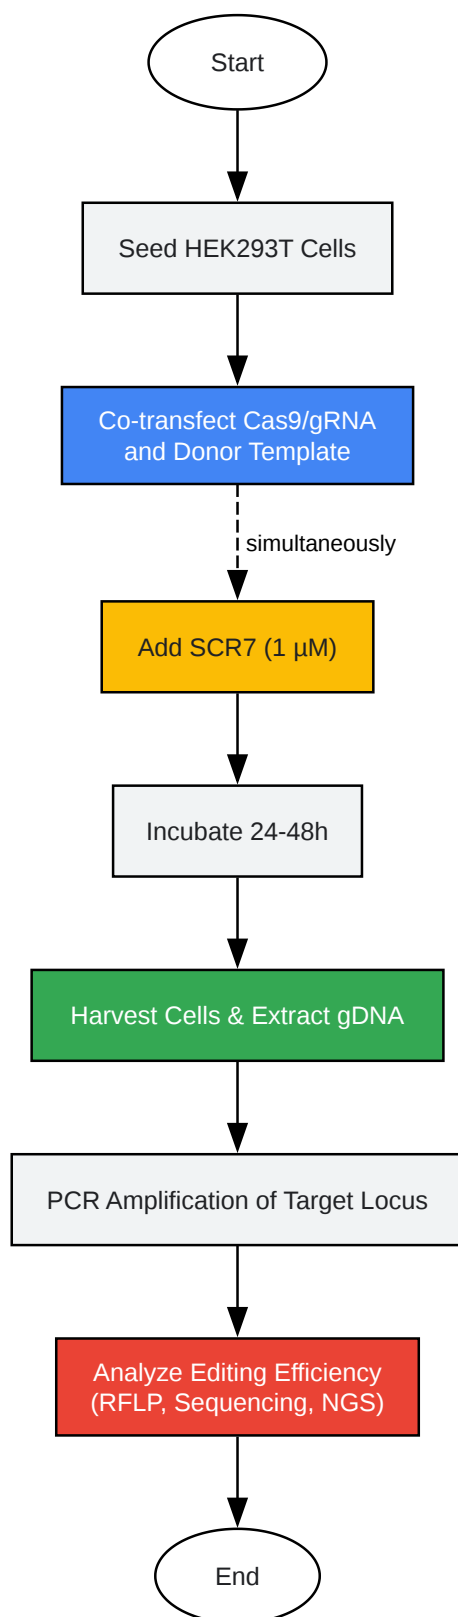 Start
Seed HEK293T Cells
Co-transfect Cas9/gRNA
and Donor Template
simultaneously
Add SCR7 (1 µM)
Incubate 24-48h
Harvest Cells & Extract gDNA
PCR Amplification of Target Locus
Analyze Editing Efficiency
(RFLP, Sequencing, NGS)
End